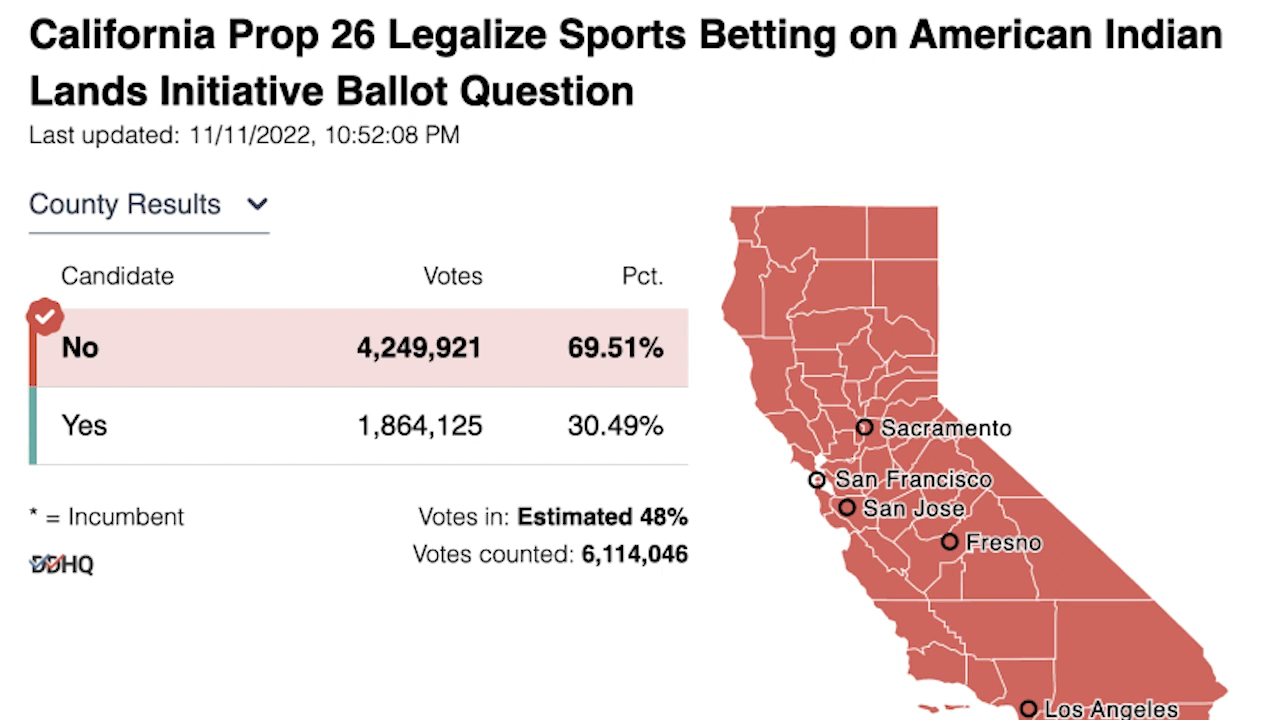 California Prop 26 Legalize Sports Betting on American Indian
Lands Initiative Ballot Question
Last updated: 11/11/2022, 10:52:08 PM
County Results
Candidate Votes Pct.
No 4,249,921 69.51%
Yes 1,864,125 30.49%
* = Incumbent
Votes in: Estimated 48%
Votes counted: 6,114,046
DDHQ
Sacramento
San Francisco
San Jose
Fresno
Los Angeles